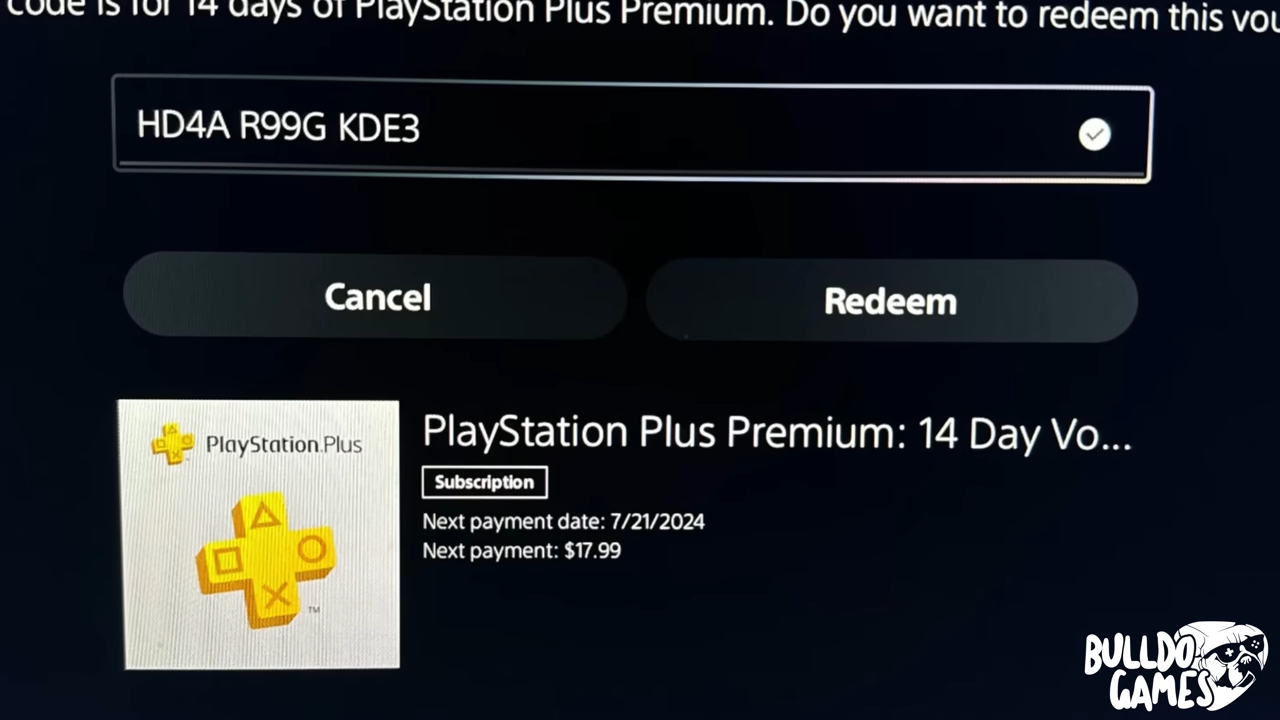 code is for 14 days of PlayStation Plus Premium. Do you want to redeem this vou
HD4A R99G KDE3
Cancel
Redeem
PlayStation Plus
PlayStation Plus Premium: 14 Day Vo...
Subscription
Next payment date: 7/21/2024
Next payment: $17.99
TM
BULLDOG
GAMES